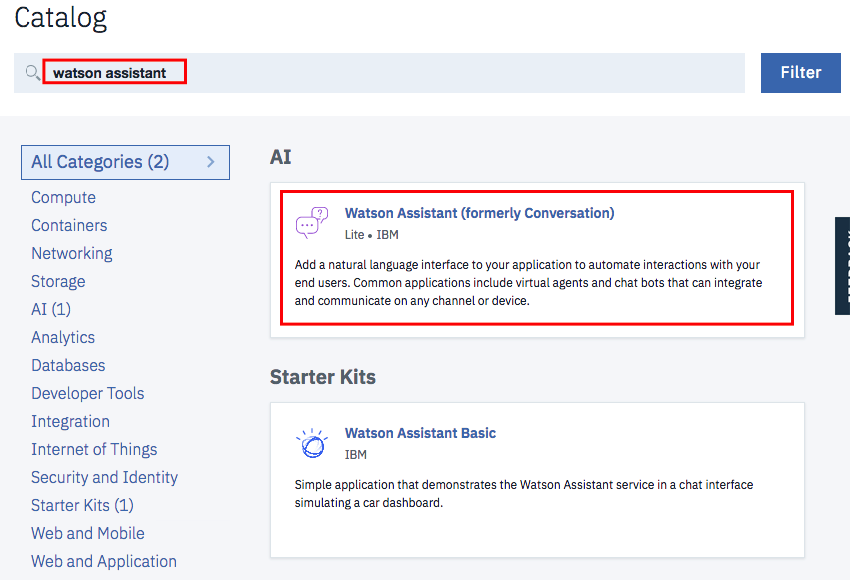 Catalog
watson assistant
Filter
All Categories (2)
Compute
Containers
Networking
Storage
AI (1)
Analytics
Databases
Developer Tools
Integration
Internet of Things
Security and Identity
Starter Kits (1)
Web and Mobile
Web and Application
AI
Watson Assistant (formerly Conversation)
Lite • IBM
Add a natural language interface to your application to automate interactions with your
end users. Common applications include virtual agents and chat bots that can integrate
and communicate on any channel or device.
Starter Kits
Watson Assistant Basic
IBM
Simple application that demonstrates the Watson Assistant service in a chat interface
simulating a car dashboard.